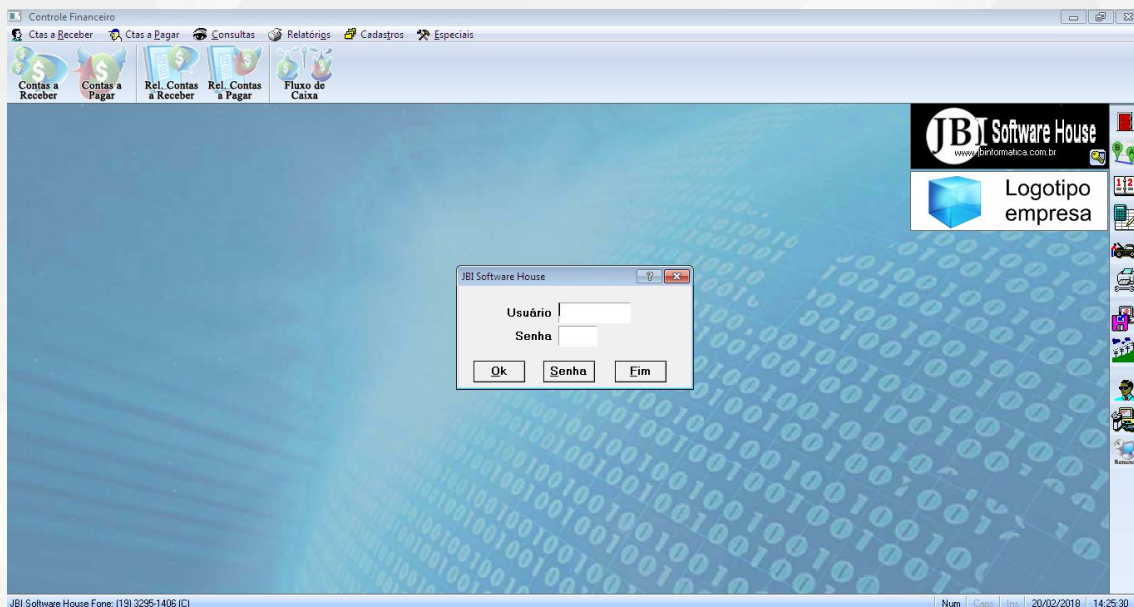 Controle Financeiro
Ctas a Receber Ctas a Pagar Consultas Relatórios Cadastros Especiais
Contas a Receber Contas a Pagar Rel. Contas a Receber Rel. Contas a Pagar Fluxo de Caixa
JBI Software House
www.jbinformatica.com.br
Logotipo
empresa
JBI Software House
Usuário
Senha
Ok Senha Fim
Remoto
JBI Software House Fone: (19) 3295-1406 (C) Num Caps Ins 20/02/2018 14:25:30